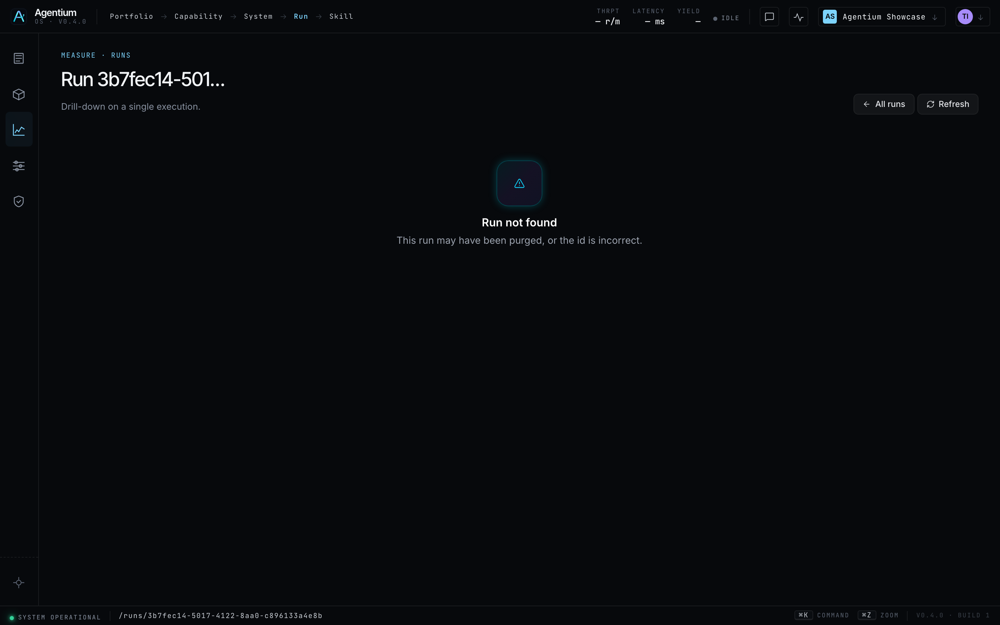 Agentium
OS · V0.4.0
Portfolio → Capability → System → Run → Skill
THRPT
— r/m
LATENCY
— ms
YIELD
—
IDLE
AS Agentium Showcase ↓
TI ↓
MEASURE · RUNS
Run 3b7fec14-501…
Drill-down on a single execution.
← All runs
Refresh
Run not found
This run may have been purged, or the id is incorrect.
SYSTEM OPERATIONAL
/runs/3b7fec14-5017-4122-8aa0-c896133a4e8b
⌘K COMMAND
⌘Z ZOOM
V0.4.0 · BUILD 1